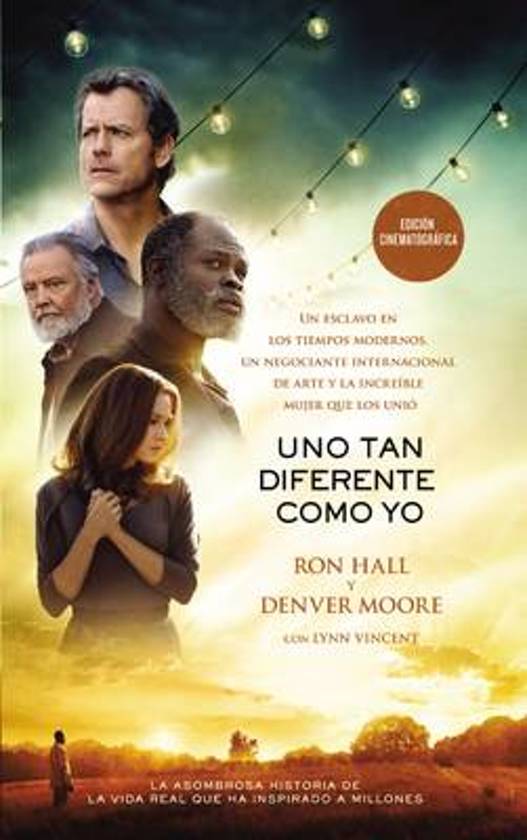 EDICIÓN
CINEMATOGRÁFICA
UN ESCLAVO EN
LOS TIEMPOS MODERNOS,
UN NEGOCIANTE INTERNACIONAL
DE ARTE Y LA INCREÍBLE
MUJER QUE LOS UNIÓ
UNO TAN
DIFERENTE
COMO YO
RON HALL
Y
DENVER MOORE
CON LYNN VINCENT
LA ASOMBROSA HISTORIA DE
LA VIDA REAL QUE HA INSPIRADO A MILLONES